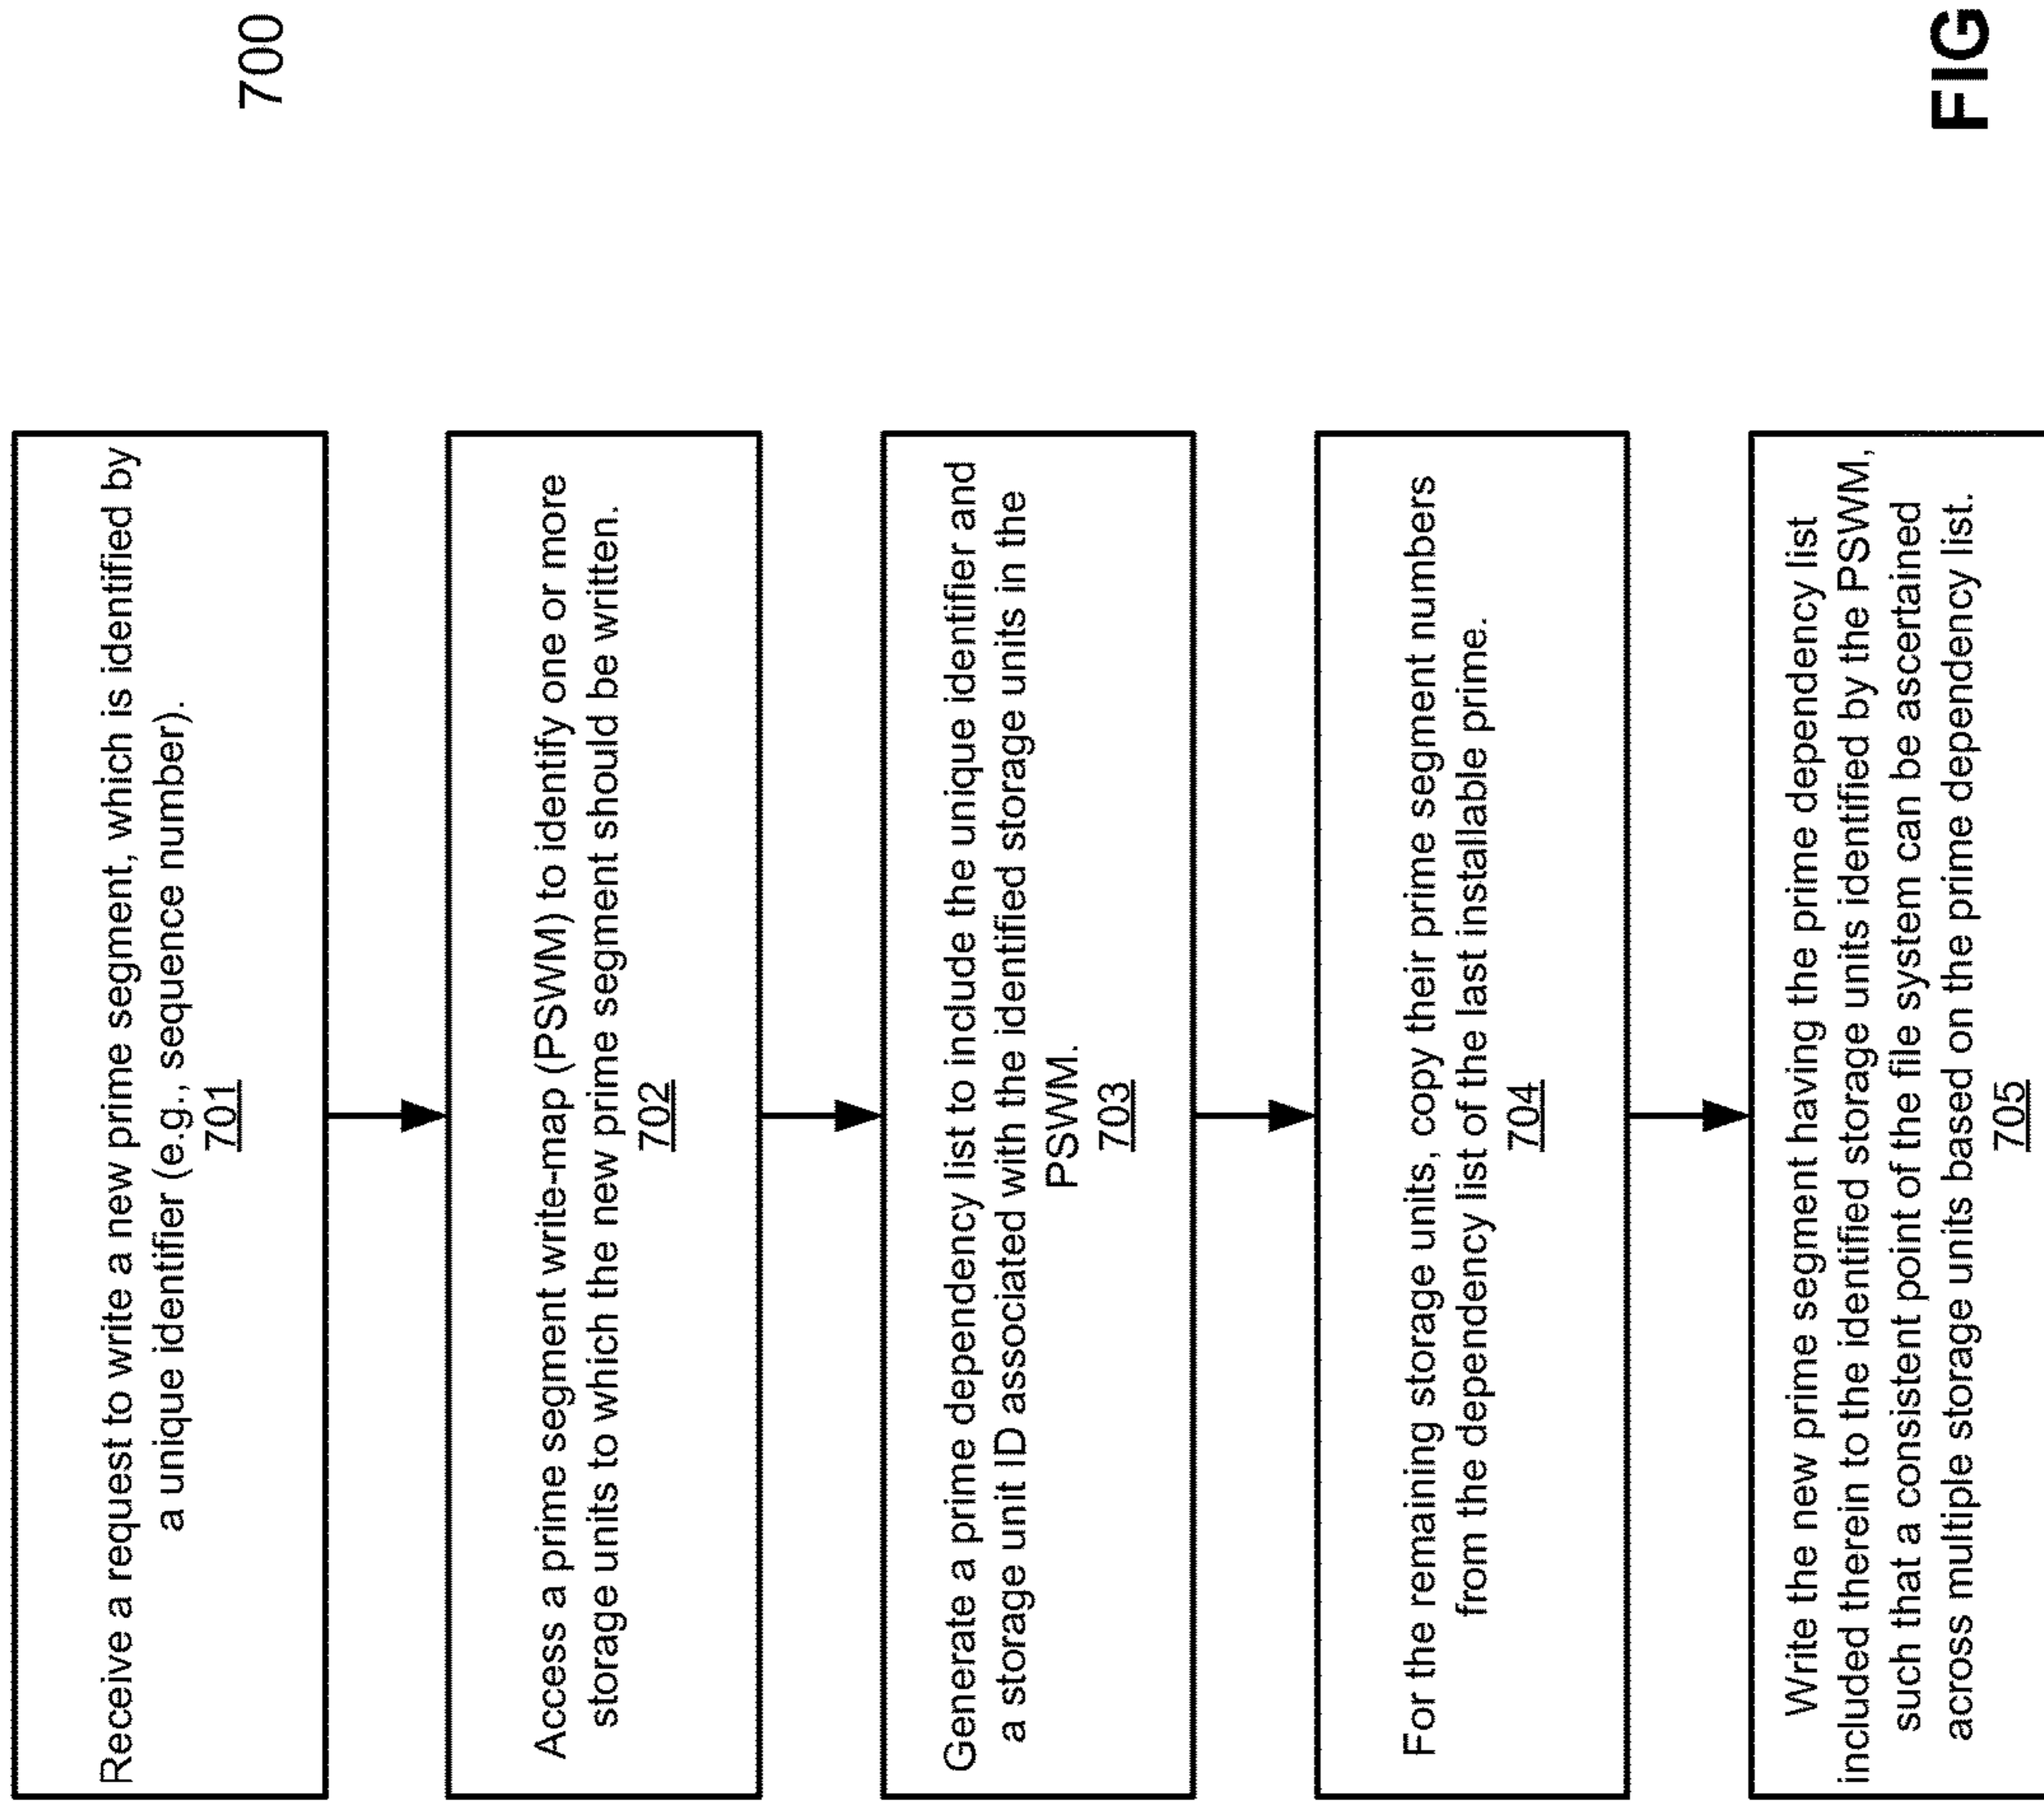 Receive a request to write a new prime segment, which is identified by
a unique identifier (e.g., sequence number).
701
Access a prime segment write-map (PSWM) to identify one or more
storage units to which the new prime segment should be written.
702
Generate a prime dependency list to include the unique identifier and
a storage unit ID associated with the identified storage units in the
PSWM.
703
For the remaining storage units, copy their prime segment numbers
from the dependency list of the last installable prime.
704
Write the new prime segment having the prime dependency list
included therein to the identified storage units identified by the PSWM,
such that a consistent point of the file system can be ascertained
across multiple storage units based on the prime dependency list.
705
700
FIG